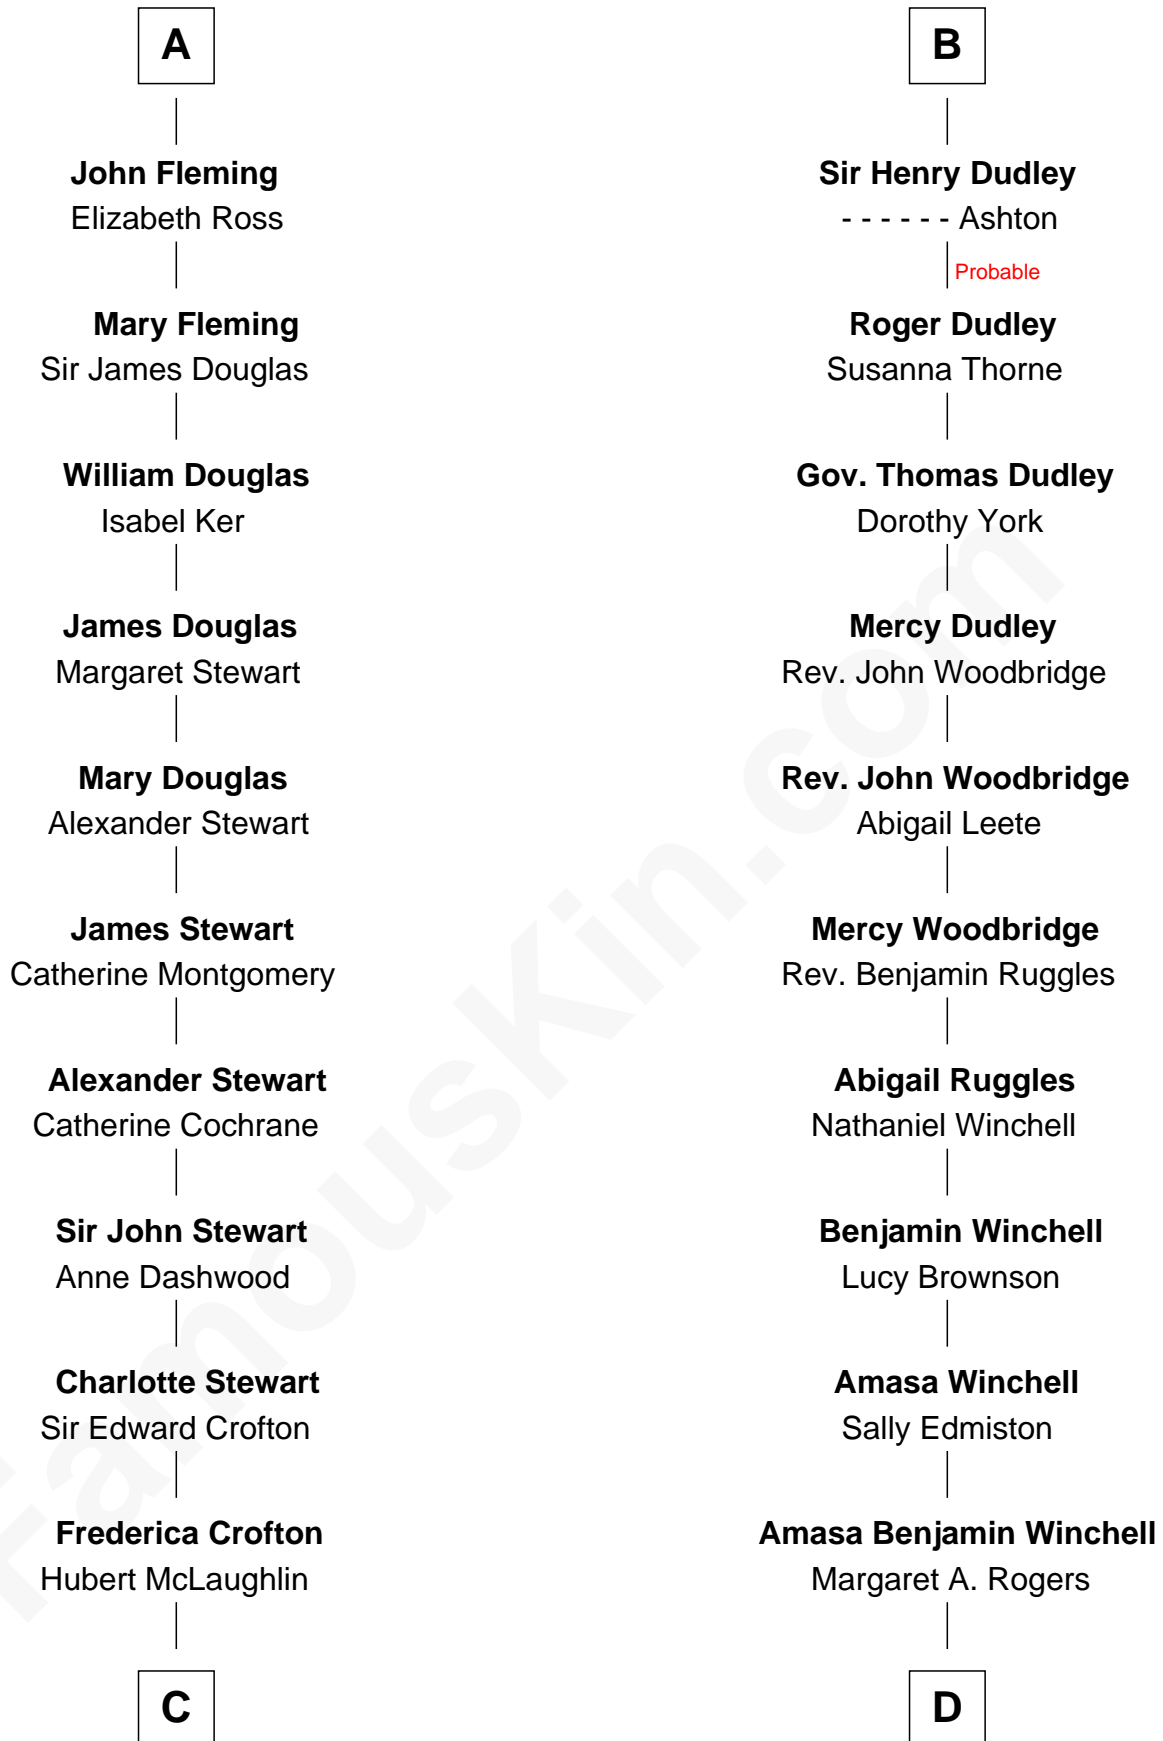 A
John Fleming
Elizabeth Ross
Mary Fleming
Sir James Douglas
William Douglas
Isabel Ker
James Douglas
Margaret Stewart
Mary Douglas
Alexander Stewart
James Stewart
Catherine Montgomery
Alexander Stewart
Catherine Cochrane
Sir John Stewart
Anne Dashwood
Charlotte Stewart
Sir Edward Crofton
Frederica Crofton
Hubert McLaughlin
C
B
Sir Henry Dudley
- - - - - - Ashton
Probable
Roger Dudley
Susanna Thorne
Gov. Thomas Dudley
Dorothy York
Mercy Dudley
Rev. John Woodbridge
Rev. John Woodbridge
Abigail Leete
Mercy Woodbridge
Rev. Benjamin Ruggles
Abigail Ruggles
Nathaniel Winchell
Benjamin Winchell
Lucy Brownson
Amasa Winchell
Sally Edmiston
Amasa Benjamin Winchell
Margaret A. Rogers
D
FamousKin.com